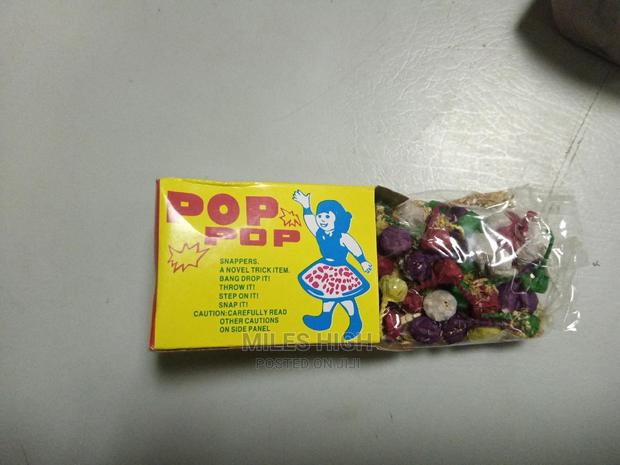 POP
POP
SNAPPERS.
A NOVEL TRICK ITEM.
BANG DROP IT!
THROW IT!
STEP ON IT!
SNAP IT!
CAUTION:CAREFULLY READ
OTHER CAUTIONS
ON SIDE PANEL
MILES HIGH
POSTED ON JIJI